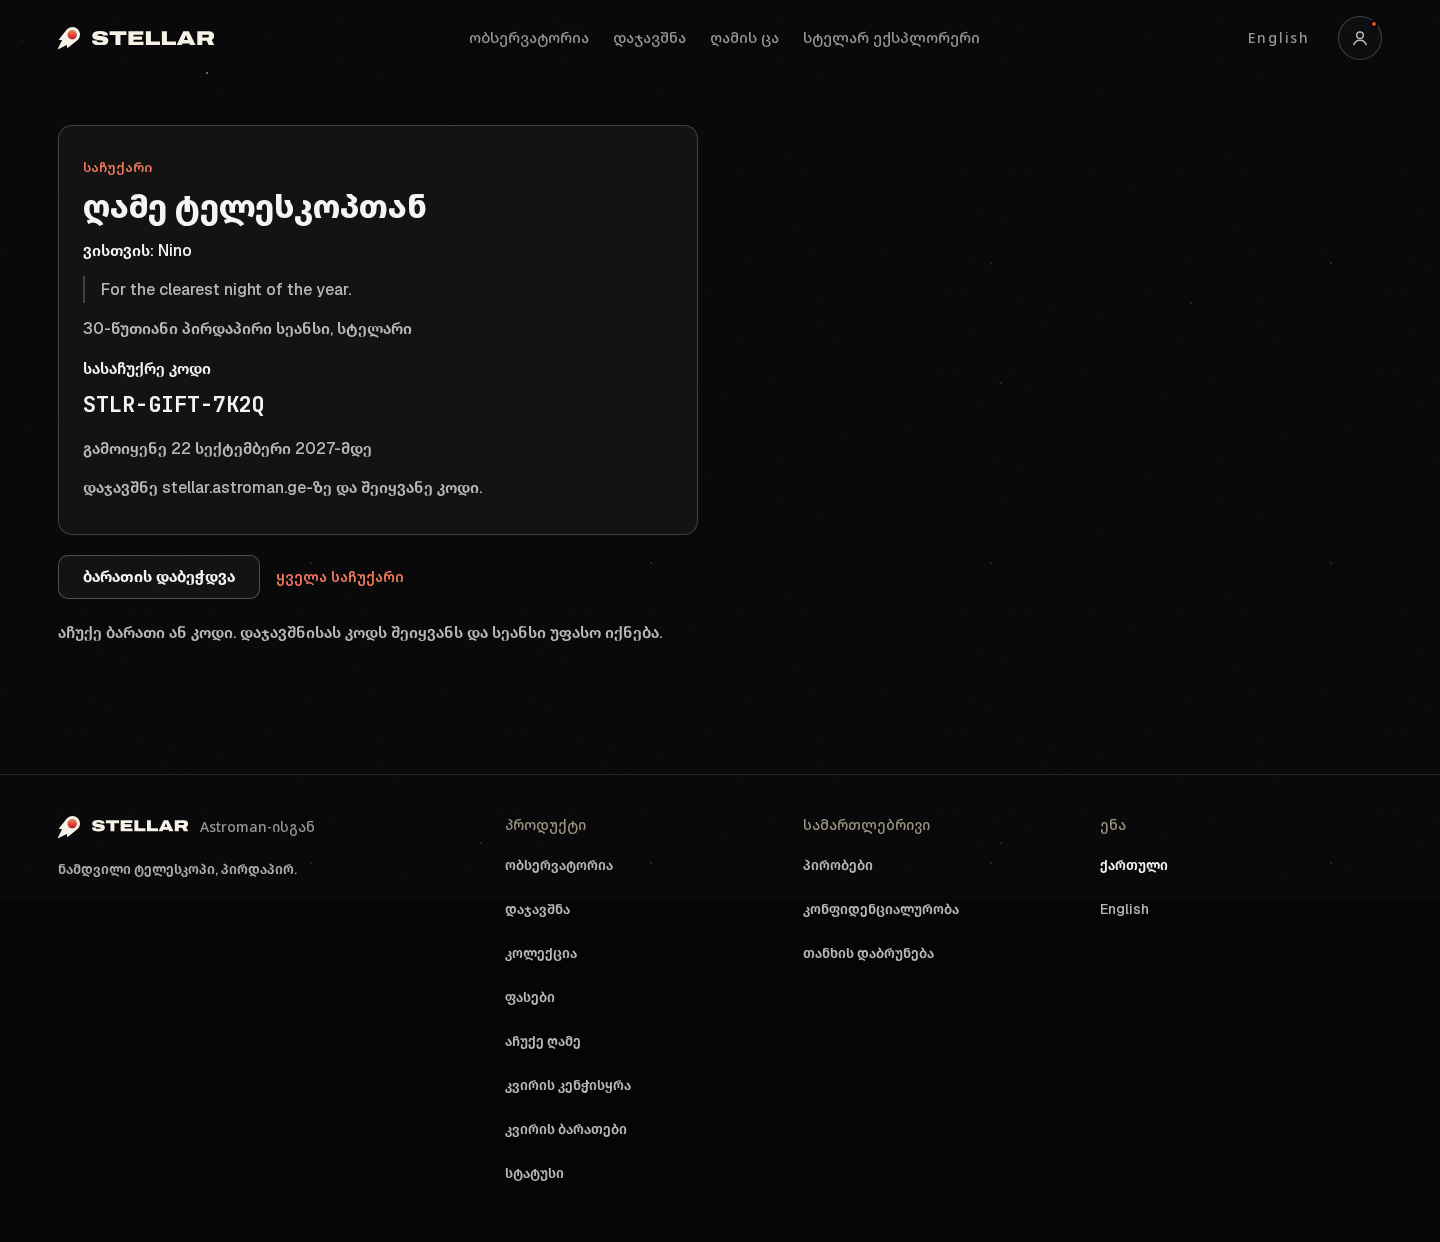 STELLAR
ობსერვატორია დაჯავშნა ღამის ცა სტელარ ექსპლორერი
English
საჩუქარი
ღამე ტელესკოპთან
ვისთვის: Nino
For the clearest night of the year.
30-წუთიანი პირდაპირი სეანსი, სტელარი
სასაჩუქრე კოდი
STLR-GIFT-7K2Q
გამოიყენე 22 სექტემბერი 2027-მდე
დაჯავშნე stellar.astroman.ge-ზე და შეიყვანე კოდი.
ბარათის დაბეჭდვა ყველა საჩუქარი
აჩუქე ბარათი ან კოდი. დაჯავშნისას კოდს შეიყვანს და სეანსი უფასო იქნება.
STELLAR Astroman-ისგან
ნამდვილი ტელესკოპი, პირდაპირ.
პროდუქტი
ობსერვატორია
დაჯავშნა
კოლექცია
ფასები
აჩუქე ღამე
კვირის კენჭისყრა
კვირის ბარათები
სტატუსი
სამართლებრივი
პირობები
კონფიდენციალურობა
თანხის დაბრუნება
ენა
ქართული
English